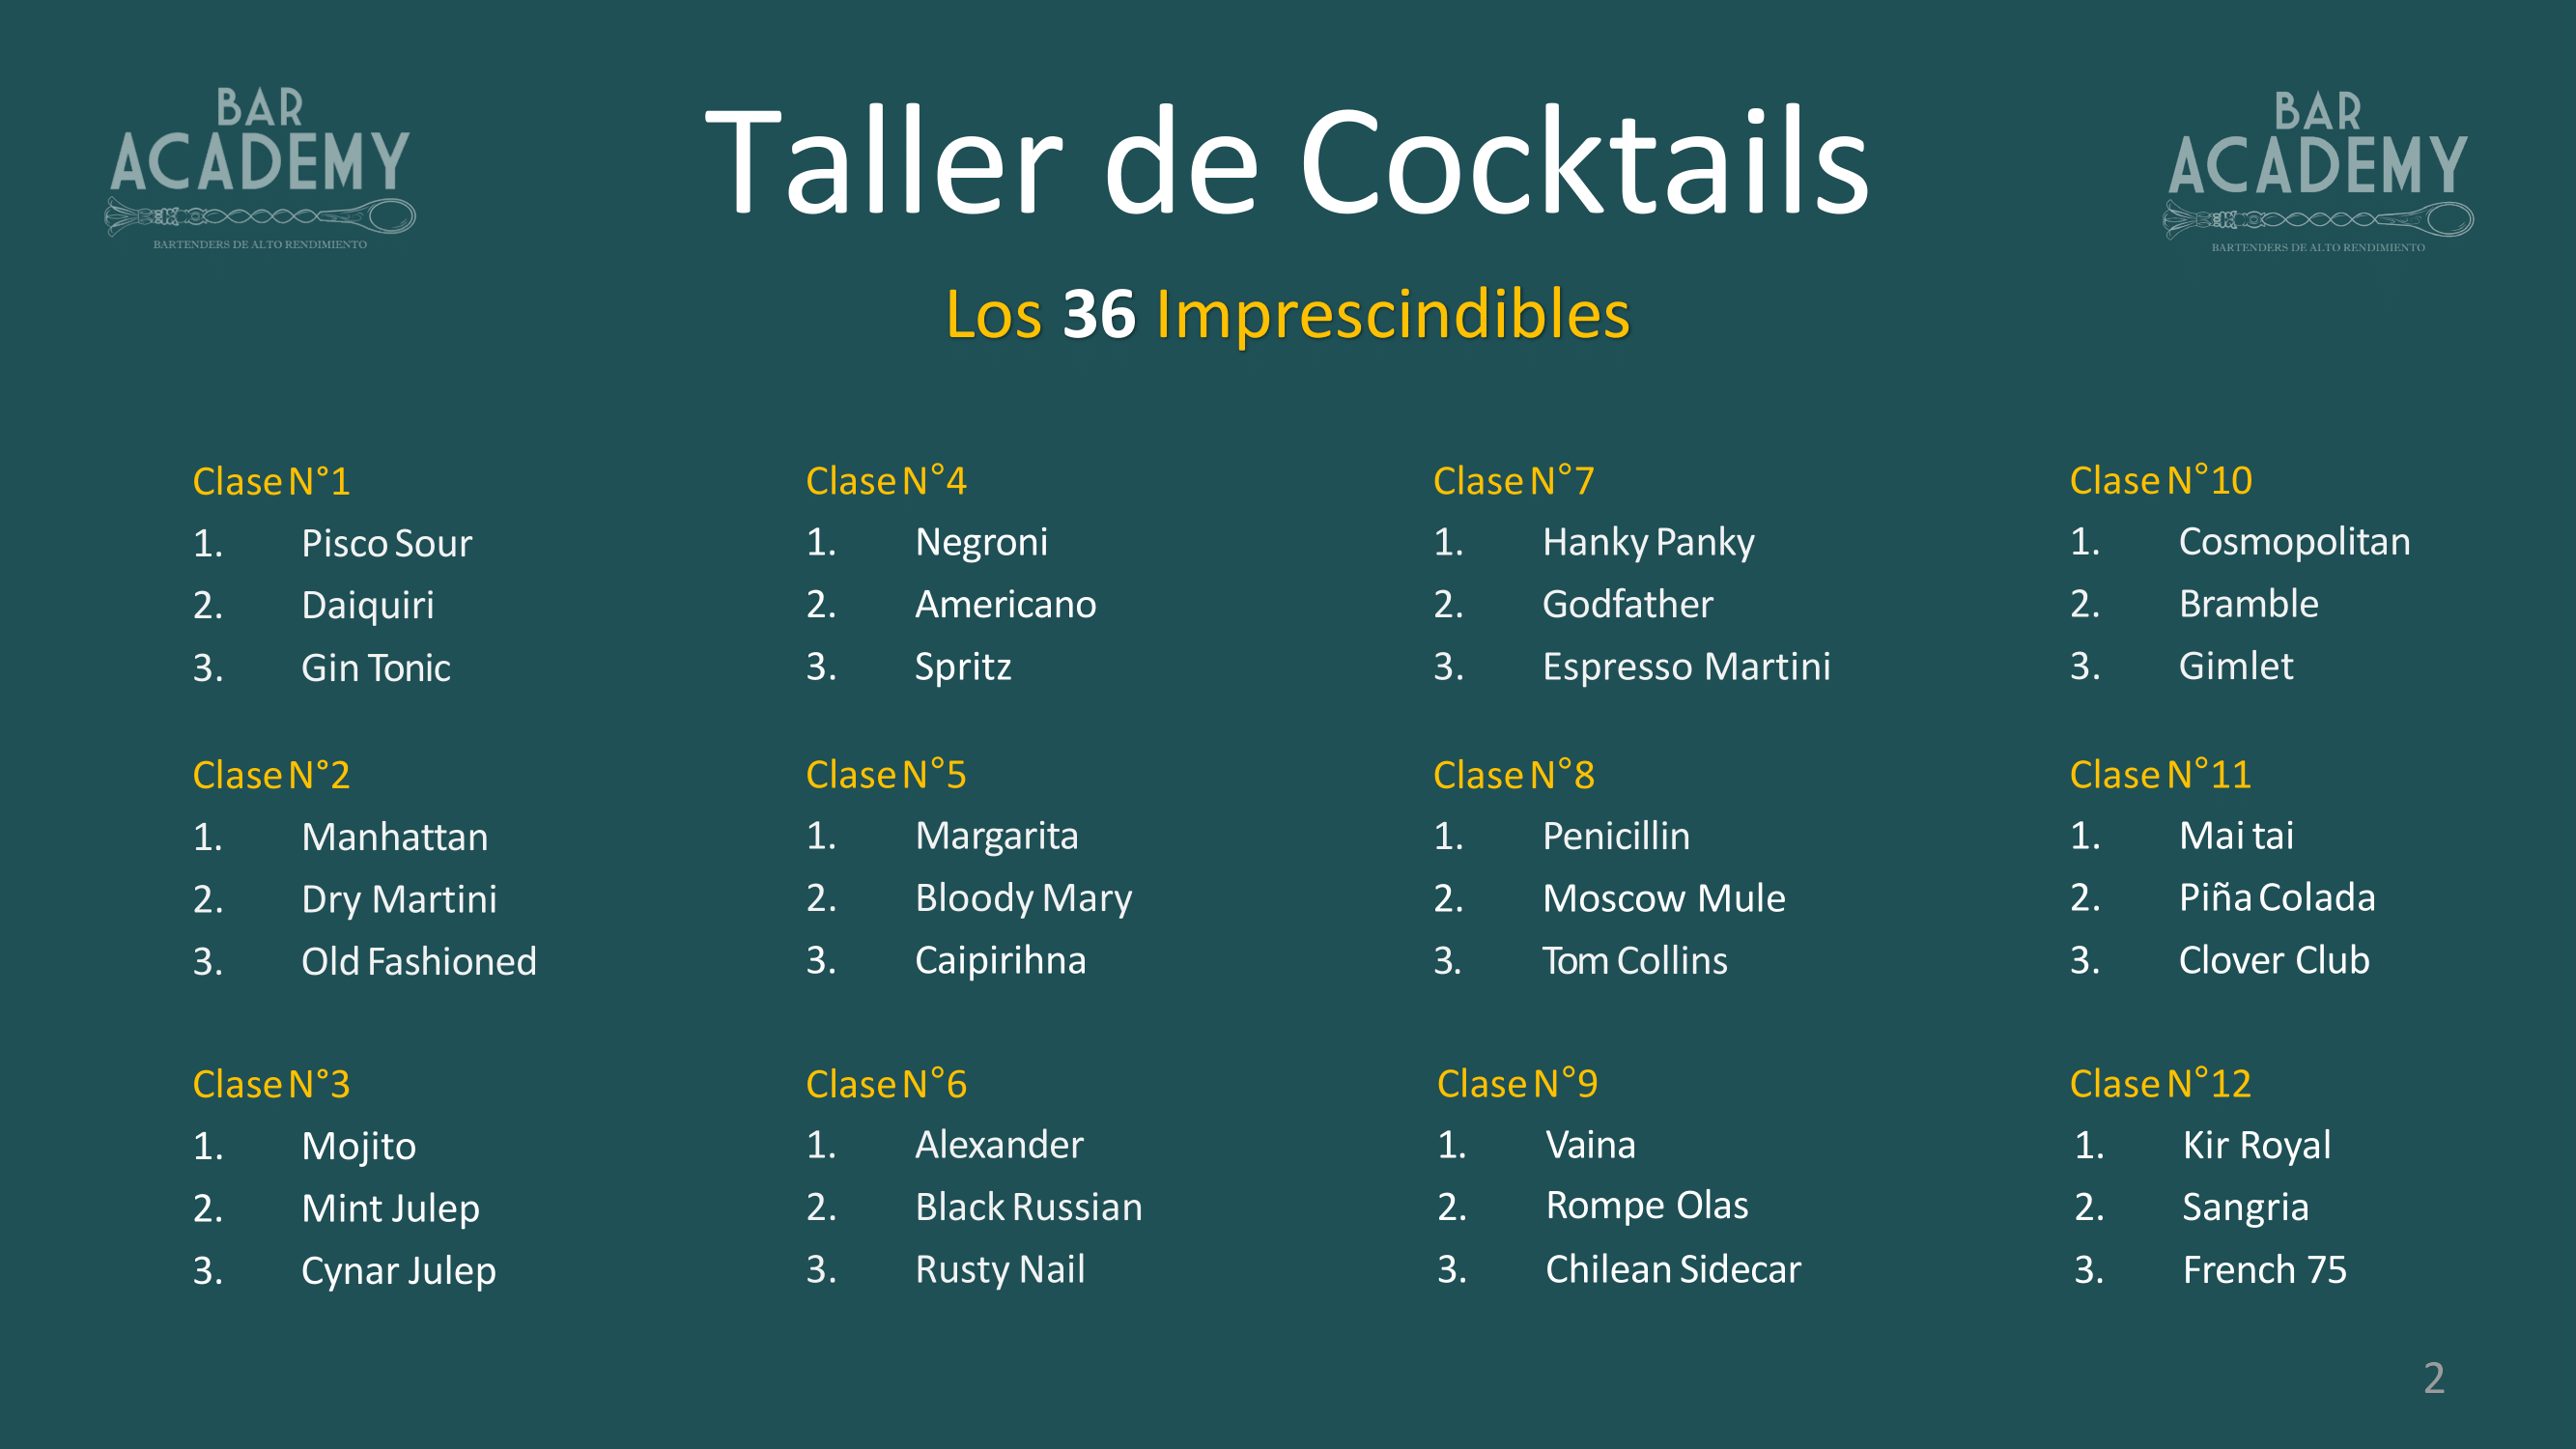 BAR
ACADEMY
BARTENDERS DE ALTO RENDIMIENTO
Taller de Cocktails
BAR
ACADEMY
BARTENDERS DE ALTO RENDIMIENTO
Los 36 Imprescindibles
Clase N°1
1. Pisco Sour
2. Daiquiri
3. Gin Tonic
Clase N°2
1. Manhattan
2. Dry Martini
3. Old Fashioned
Clase N°3
1. Mojito
2. Mint Julep
3. Cynar Julep
Clase N°4
1. Negroni
2. Americano
3. Spritz
Clase N°5
1. Margarita
2. Bloody Mary
3. Caipirihna
Clase N°6
1. Alexander
2. Black Russian
3. Rusty Nail
Clase N°7
1. Hanky Panky
2. Godfather
3. Espresso Martini
Clase N°8
1. Penicillin
2. Moscow Mule
3. Tom Collins
Clase N°9
1. Vaina
2. Rompe Olas
3. Chilean Sidecar
Clase N°10
1. Cosmopolitan
2. Bramble
3. Gimlet
Clase N°11
1. Mai tai
2. Piña Colada
3. Clover Club
Clase N°12
1. Kir Royal
2. Sangria
3. French 75
2